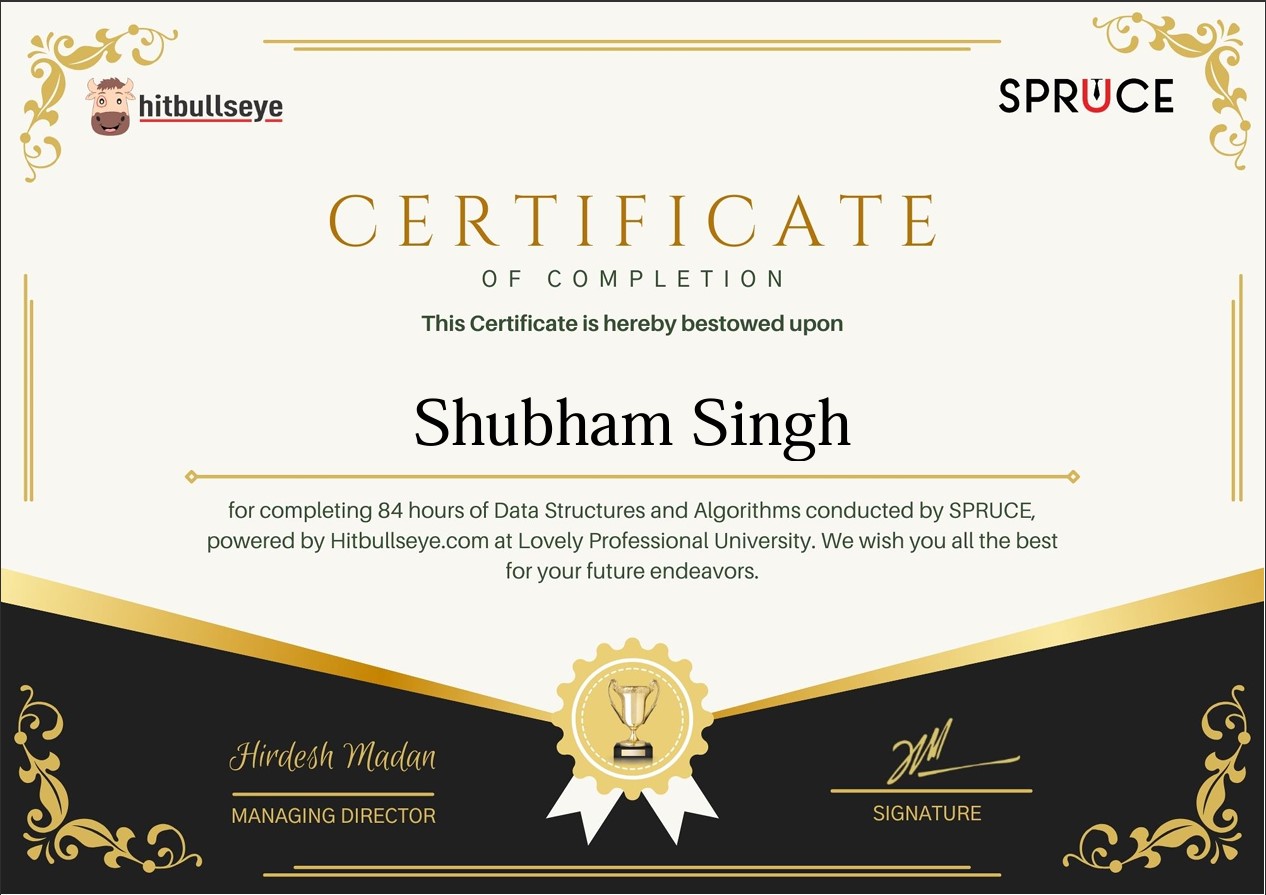 hitbullseye
SPRUCE
CERTIFICATE
OF COMPLETION
This Certificate is hereby bestowed upon
Shubham Singh
for completing 84 hours of Data Structures and Algorithms conducted by SPRUCE,
powered by Hitbullseye.com at Lovely Professional University. We wish you all the best
for your future endeavors.
Hirdesh Madan
MANAGING DIRECTOR
SIGNATURE